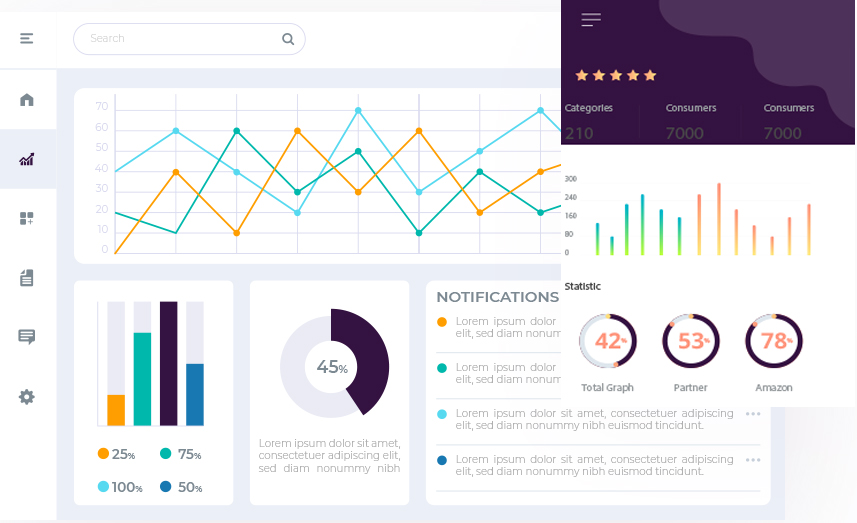 Search
70
60
50
40
30
20
10
0
25%
75%
100%
50%
45%
Lorem ipsum dolor sit amet,
consectetuer adipiscing elit,
sed diam nonummy nibh
NOTIFICATIONS
Lorem ipsum dolor
elit, sed diam nonumm
Lorem ipsum dolor
elit, sed diam nonumm
Lorem ipsum dolor sit amet, consectetuer adipiscing
elit, sed diam nonummy nibh euismod tincidunt.
Lorem ipsum dolor sit amet, consectetuer adipiscing
elit, sed diam nonummy nibh euismod tincidunt.
Categories
Consumers
Consumers
210
7000
7000
300
240
160
80
0
Statistic
42%
53%
78%
Total Graph
Partner
Amazon